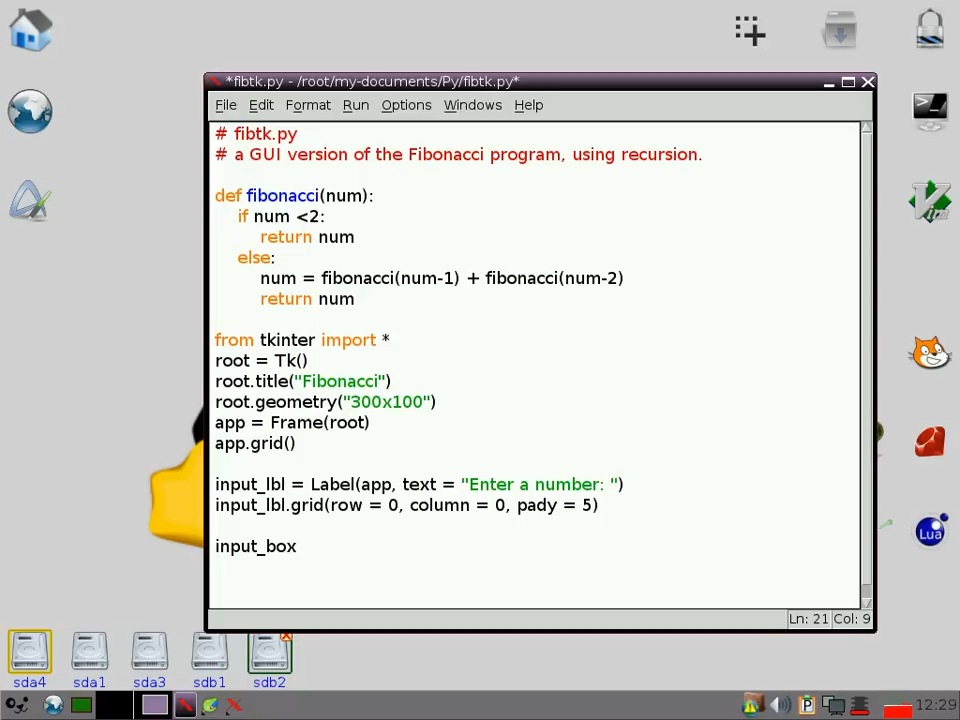 *fibtk.py - /root/my-documents/Py/fibtk.py*
File Edit Format Run Options Windows Help
# fibtk.py
# a GUI version of the Fibonacci program, using recursion.
def fibonacci(num):
if num <2:
return num
else:
num = fibonacci(num-1) + fibonacci(num-2)
return num
from tkinter import *
root = Tk()
root.title("Fibonacci")
root.geometry("300x100")
app = Frame(root)
app.grid()
input_lbl = Label(app, text = "Enter a number: ")
input_lbl.grid(row = 0, column = 0, pady = 5)
input_box
Ln: 21 Col: 9
>_
Vim
Lua
sda4 sda1 sda3 sdb1 sdb2
P
12:29